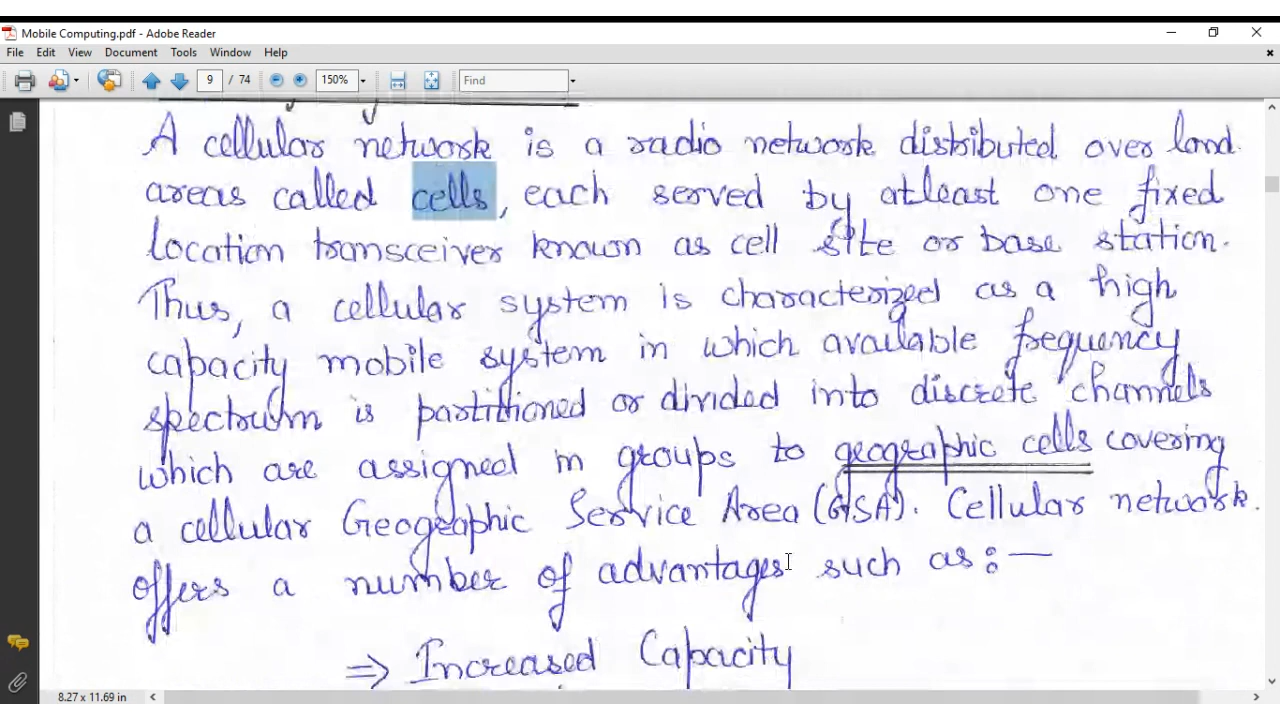 Mobile Computing.pdf - Adobe Reader
File Edit View Document Tools Window Help
9 / 74 150% Find
A cellular network is a radio network distributed over land
areas called cells, each served by atleast one fixed
location transceiver known as cell site or base station.
Thus, a cellular system is characterized as a high
capacity mobile system in which available frequency
spectrum is partitioned or divided into discrete channels
which are assigned in groups to geographic cells covering
a cellular Geographic Service Area (GSA). Cellular network
offers a number of advantages such as:—
⇒ Increased Capacity
8.27 x 11.69 in